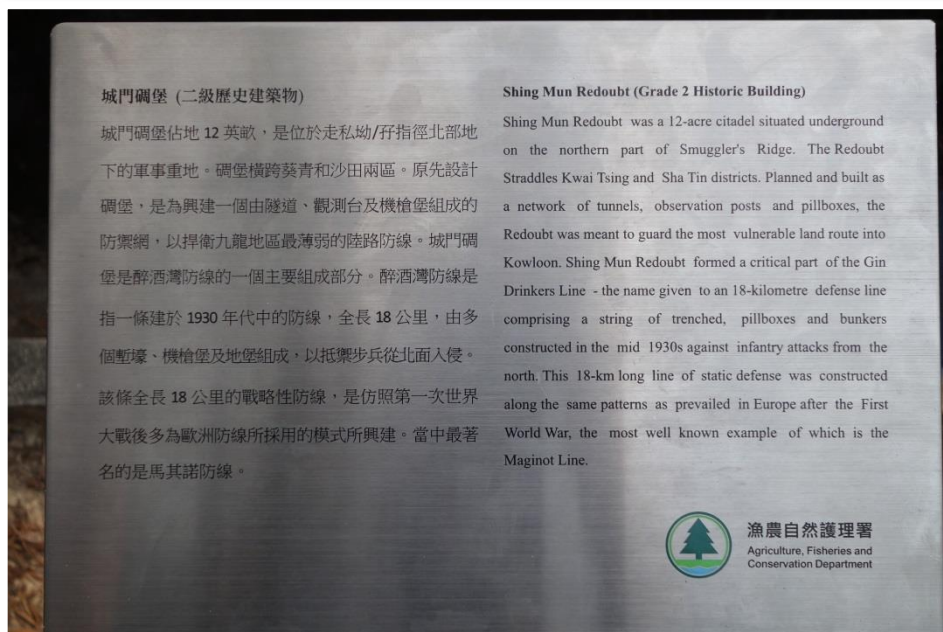 城門碉堡 (二級歷史建築物)
城門碉堡佔地 12 英畝，是位於走私坳/孖指徑北部地
下的軍事重地。碉堡橫跨葵青和沙田兩區。原先設計
碉堡，是為興建一個由隧道、觀測台及機槍堡組成的
防禦網，以捍衛九龍地區最薄弱的陸路防線。城門碉
堡是醉酒灣防線的一個主要組成部分。醉酒灣防線是
指一條建於 1930 年代中的防線，全長 18 公里，由多
個塹壕、機槍堡及地堡組成，以抵禦步兵從北面入侵。
該條全長 18 公里的戰略性防線，是仿照第一次世界
大戰後多為歐洲防線所採用的模式所興建。當中最著
名的是馬其諾防線。
Shing Mun Redoubt (Grade 2 Historic Building)
Shing Mun Redoubt was a 12-acre citadel situated underground
on the northern part of Smuggler's Ridge. The Redoubt
Straddles Kwai Tsing and Sha Tin districts. Planned and built as
a network of tunnels, observation posts and pillboxes, the
Redoubt was meant to guard the most vulnerable land route into
Kowloon. Shing Mun Redoubt formed a critical part of the Gin
Drinkers Line - the name given to an 18-kilometre defense line
comprising a string of trenched, pillboxes and bunkers
constructed in the mid 1930s against infantry attacks from the
north. This 18-km long line of static defense was constructed
along the same patterns as prevailed in Europe after the First
World War, the most well known example of which is the
Maginot Line.
漁農自然護理署
Agriculture, Fisheries and
Conservation Department